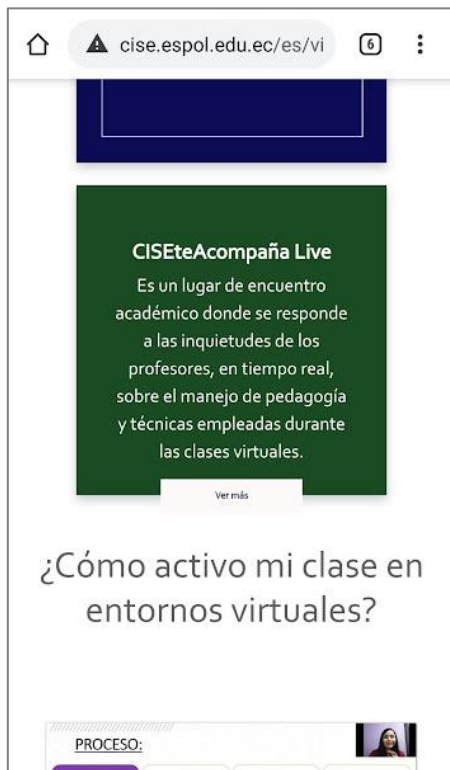 cise.espol.edu.ec/es/vi
6
CISEteAcompaña Live
Es un lugar de encuentro
académico donde se responde
a las inquietudes de los
profesores, en tiempo real,
sobre el manejo de pedagogía
y técnicas empleadas durante
las clases virtuales.
Ver más
¿Cómo activo mi clase en
entornos virtuales?
PROCESO: